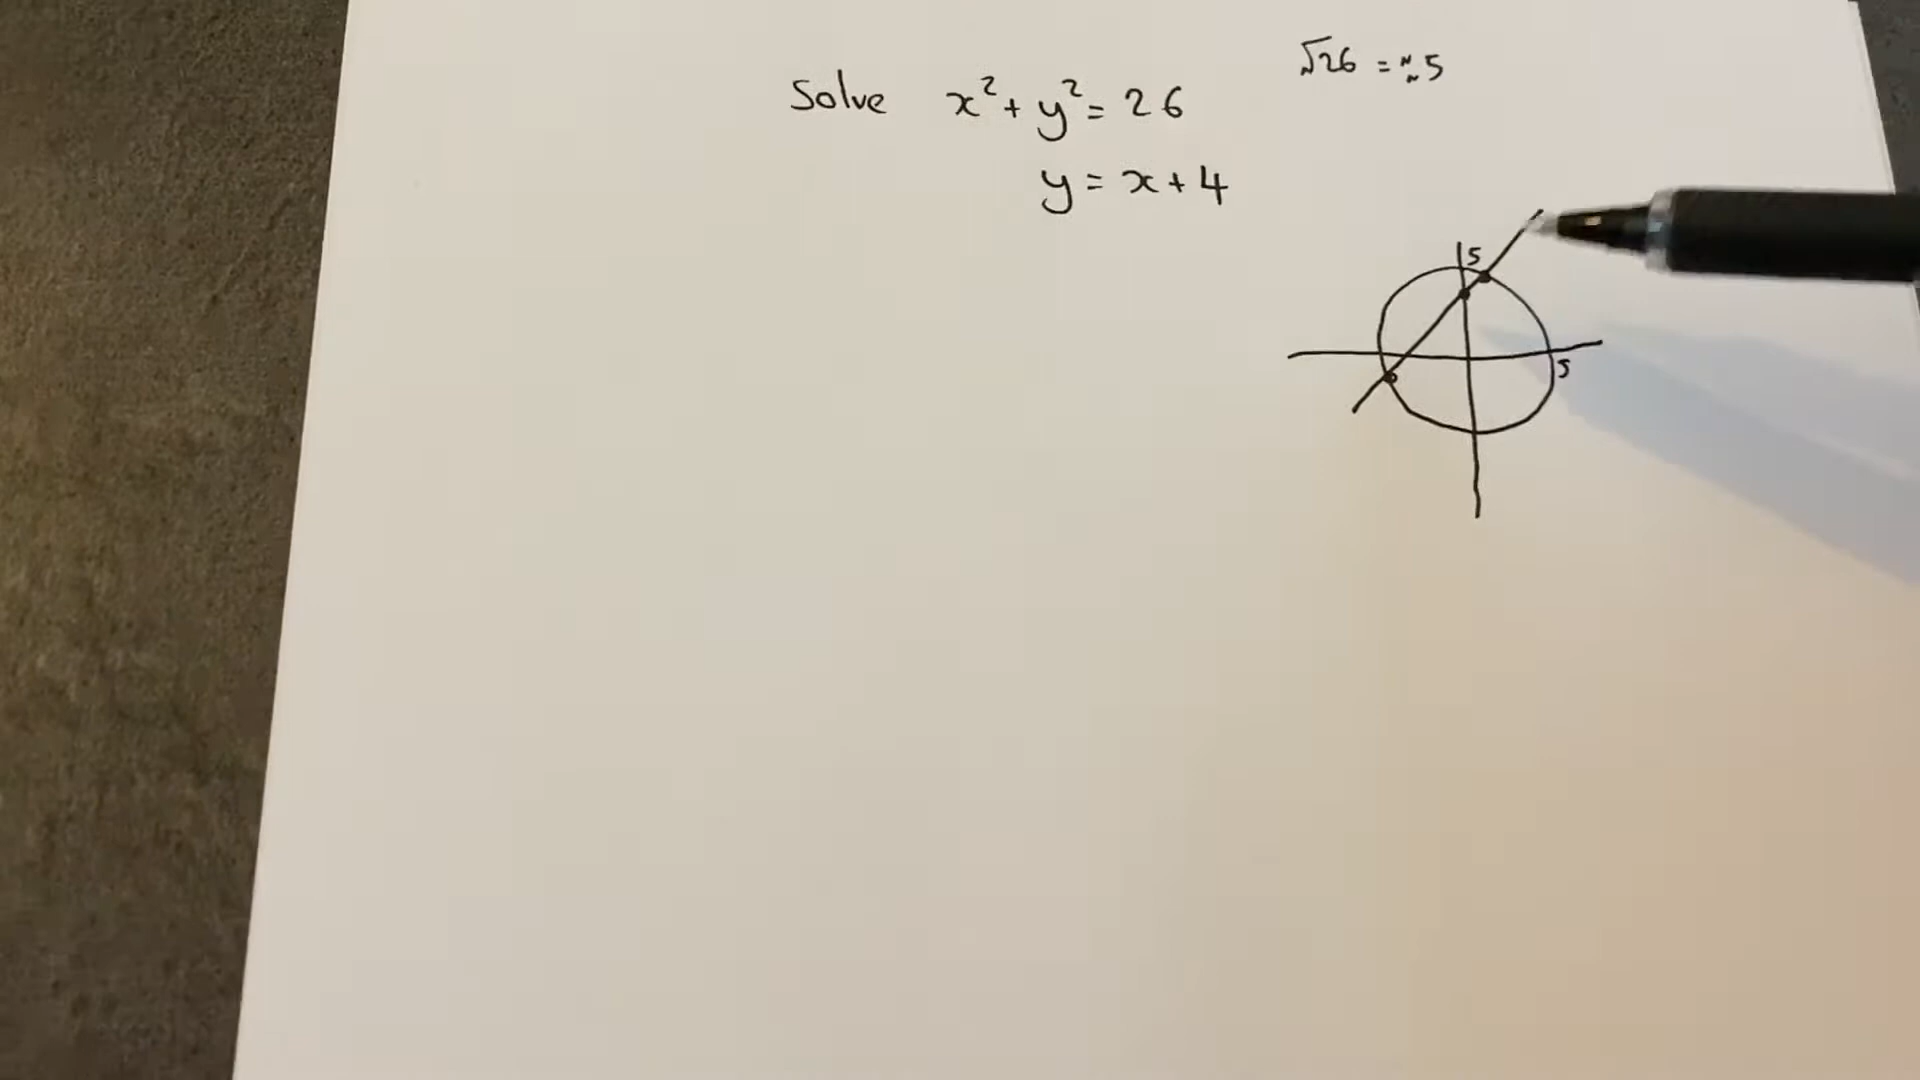 Solve x² + y² = 26
y = x + 4
√26 = ≈ 5
5
5